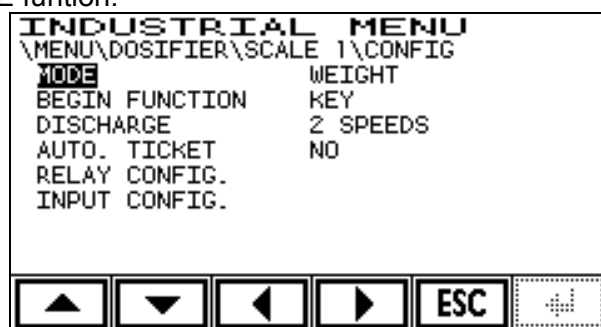 E funtion.
INDUSTRIAL MENU
\MENU\DOSIFIER\SCALE 1\CONFIG
MODE WEIGHT
BEGIN FUNCTION KEY
DISCHARGE 2 SPEEDS
AUTO. TICKET NO
RELAY CONFIG.
INPUT CONFIG.
ESC